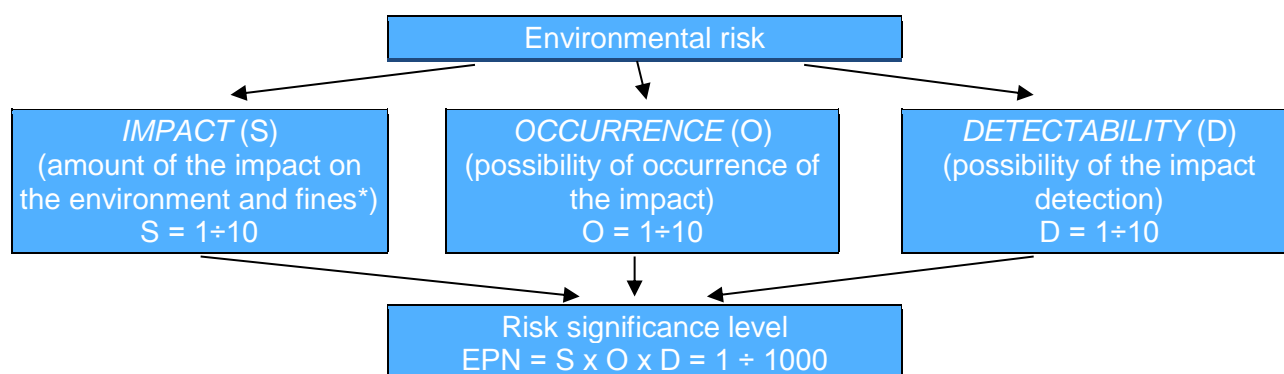 Environmental risk
IMPACT (S)
(amount of the impact on
the environment and fines*)
S = 1÷10
OCCURRENCE (O)
(possibility of occurrence of
the impact)
O = 1÷10
DETECTABILITY (D)
(possibility of the impact
detection)
D = 1÷10
Risk significance level
EPN = S x O x D = 1 ÷ 1000